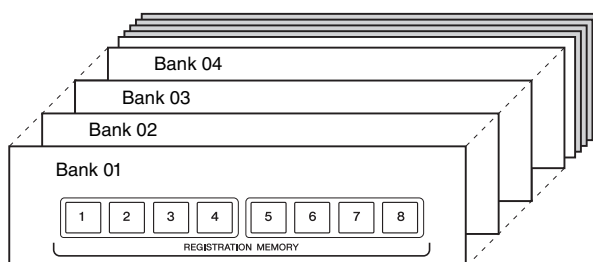 Bank 04
Bank 03
Bank 02
Bank 01
1 2 3 4 5 6 7 8
REGISTRATION MEMORY